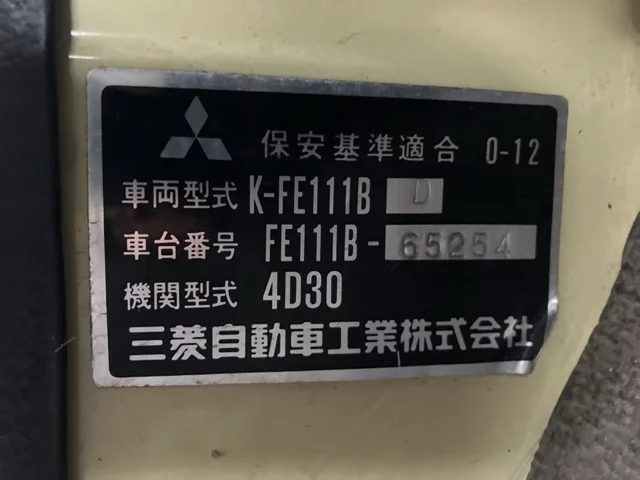 保安基準適合 0-12
車両型式 K-FE111B D
車台番号 FE111B-65254
機関型式 4D30
三菱自動車工業株式会社